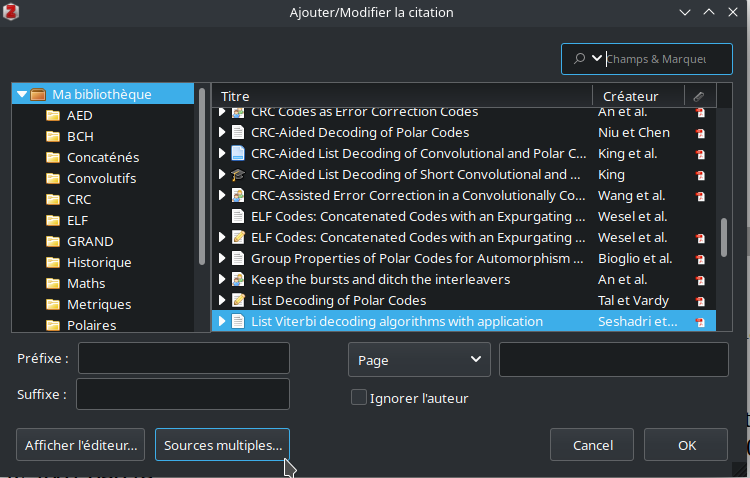 Ajouter/Modifier la citation
Champs & Marqueu
Ma bibliothèque
AED
BCH
Concaténés
Convolutifs
CRC
ELF
GRAND
Historique
Maths
Metriques
Polaires
Titre Créateur
CRC Codes as Error Correction Codes An et al.
CRC-Aided Decoding of Polar Codes Niu et Chen
CRC-Aided List Decoding of Convolutional and Polar C... King et al.
CRC-Aided List Decoding of Short Convolutional and ... King
CRC-Assisted Error Correction in a Convolutionally Co... Wang et al.
ELF Codes: Concatenated Codes with an Expurgating ... Wesel et al.
ELF Codes: Concatenated Codes with an Expurgating ... Wesel et al.
Group Properties of Polar Codes for Automorphism ... Bioglio et al.
Keep the bursts and ditch the interleavers An et al.
List Decoding of Polar Codes Tal et Vardy
List Viterbi decoding algorithms with application Seshadri et...
Préfixe : Page
Suffixe : Ignorer l'auteur
Afficher l'éditeur... Sources multiples... Cancel OK